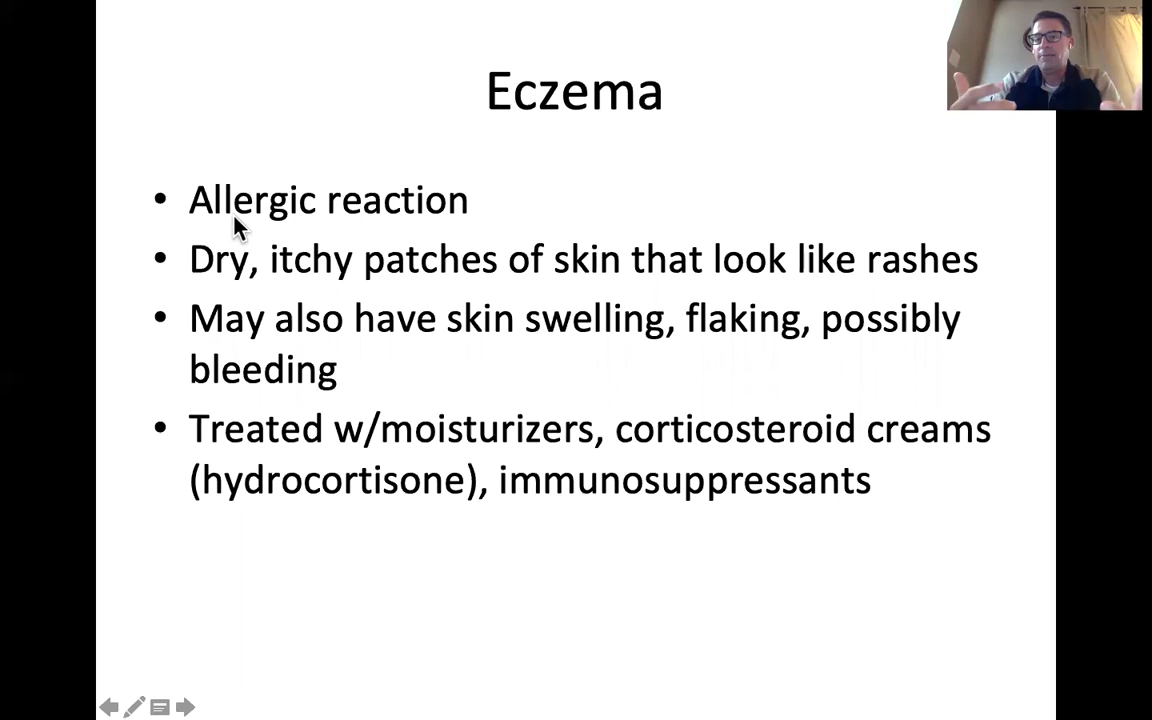 Eczema
• Allergic reaction
• Dry, itchy patches of skin that look like rashes
• May also have skin swelling, flaking, possibly
bleeding
• Treated w/moisturizers, corticosteroid creams
(hydrocortisone), immunosuppressants